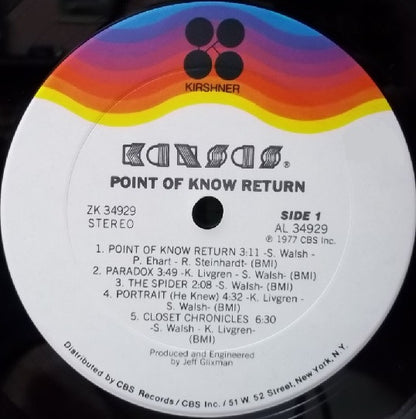 KIRSHNER
KANSAS®
POINT OF KNOW RETURN
ZK 34929
STEREO
SIDE 1
AL 34929
℗ 1977 CBS Inc.
1. POINT OF KNOW RETURN 3:11 -S. Walsh -
P. Ehart - R. Steinhardt- (BMI)
2. PARADOX 3:49 -K. Livgren - S. Walsh- (BMI)
3. THE SPIDER 2:08 -S. Walsh- (BMI)
4. PORTRAIT (He Knew) 4:32 -K. Livgren -
S. Walsh- (BMI)
5. CLOSET CHRONICLES 6:30
-S. Walsh - K. Livgren-
(BMI)
Produced and Engineered
by Jeff Glixman
Distributed by CBS Records / CBS Inc. / 51 W. 52 Street, New York, N.Y.